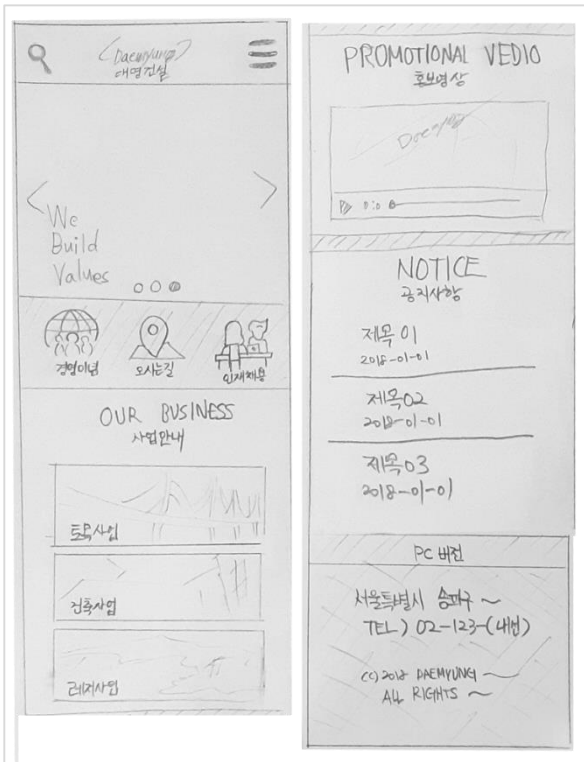 Daemyung
대명건설
We
Build
Values
경영이념
오시는길
인재채용
OUR BUSINESS
사업안내
토목사업
건축사업
레저사업
PROMOTIONAL VEDIO
홍보영상
0:0
NOTICE
공지사항
제목 01
2018-01-01
제목02
2018-01-01
제목03
2018-01-01
PC 버전
서울특별시 송파구 ~
TEL) 02-123-(내선)
(C)2018 DAEMYUNG ~
ALL RIGHTS ~